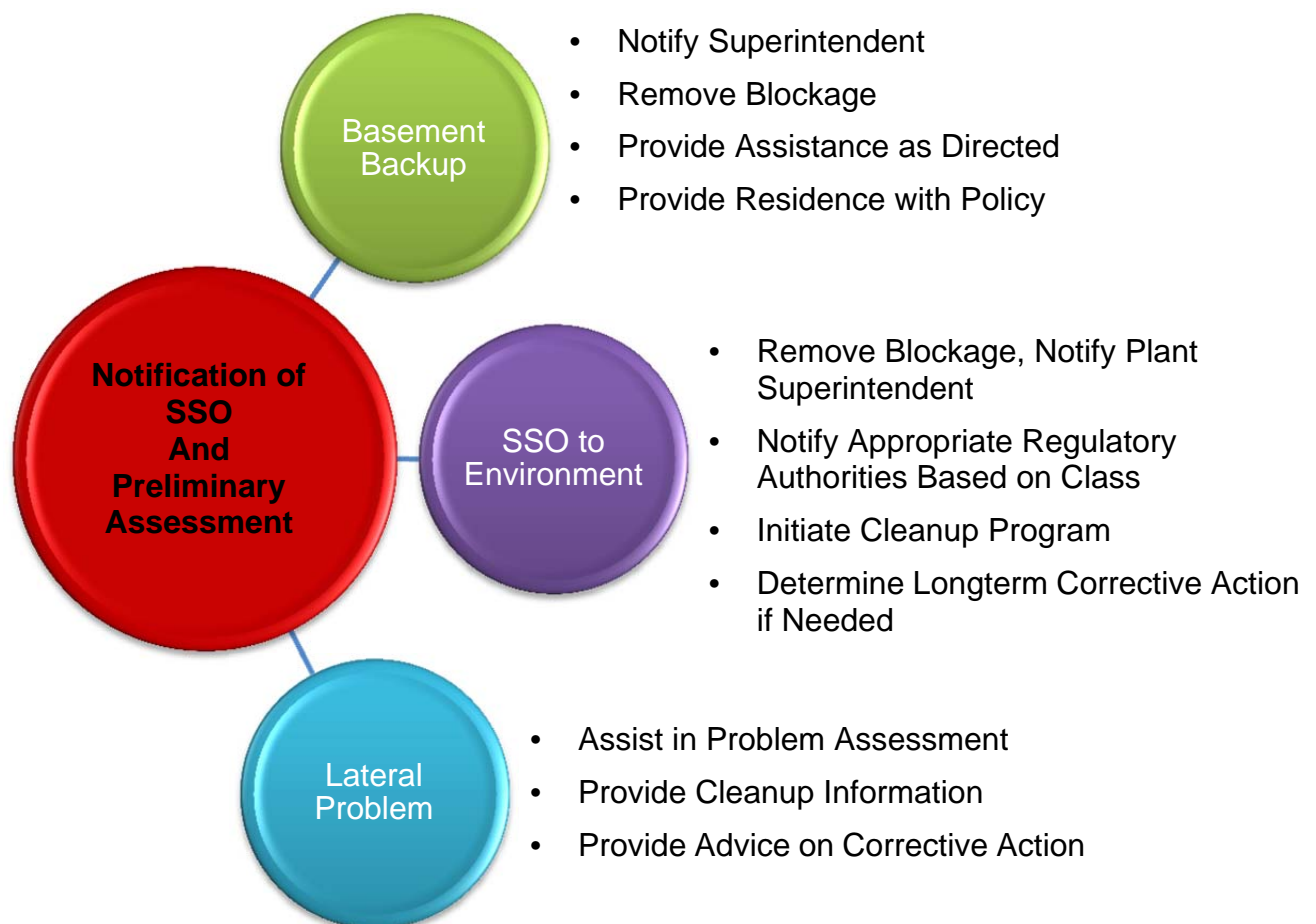 • Notify Superintendent
• Remove Blockage
• Provide Assistance as Directed
• Provide Residence with Policy
Basement
Backup
Notification of
SSO
And
Preliminary
Assessment
SSO to
Environment
• Remove Blockage, Notify Plant
Superintendent
• Notify Appropriate Regulatory
Authorities Based on Class
• Initiate Cleanup Program
• Determine Longterm Corrective Action
if Needed
Lateral
Problem
• Assist in Problem Assessment
• Provide Cleanup Information
• Provide Advice on Corrective Action